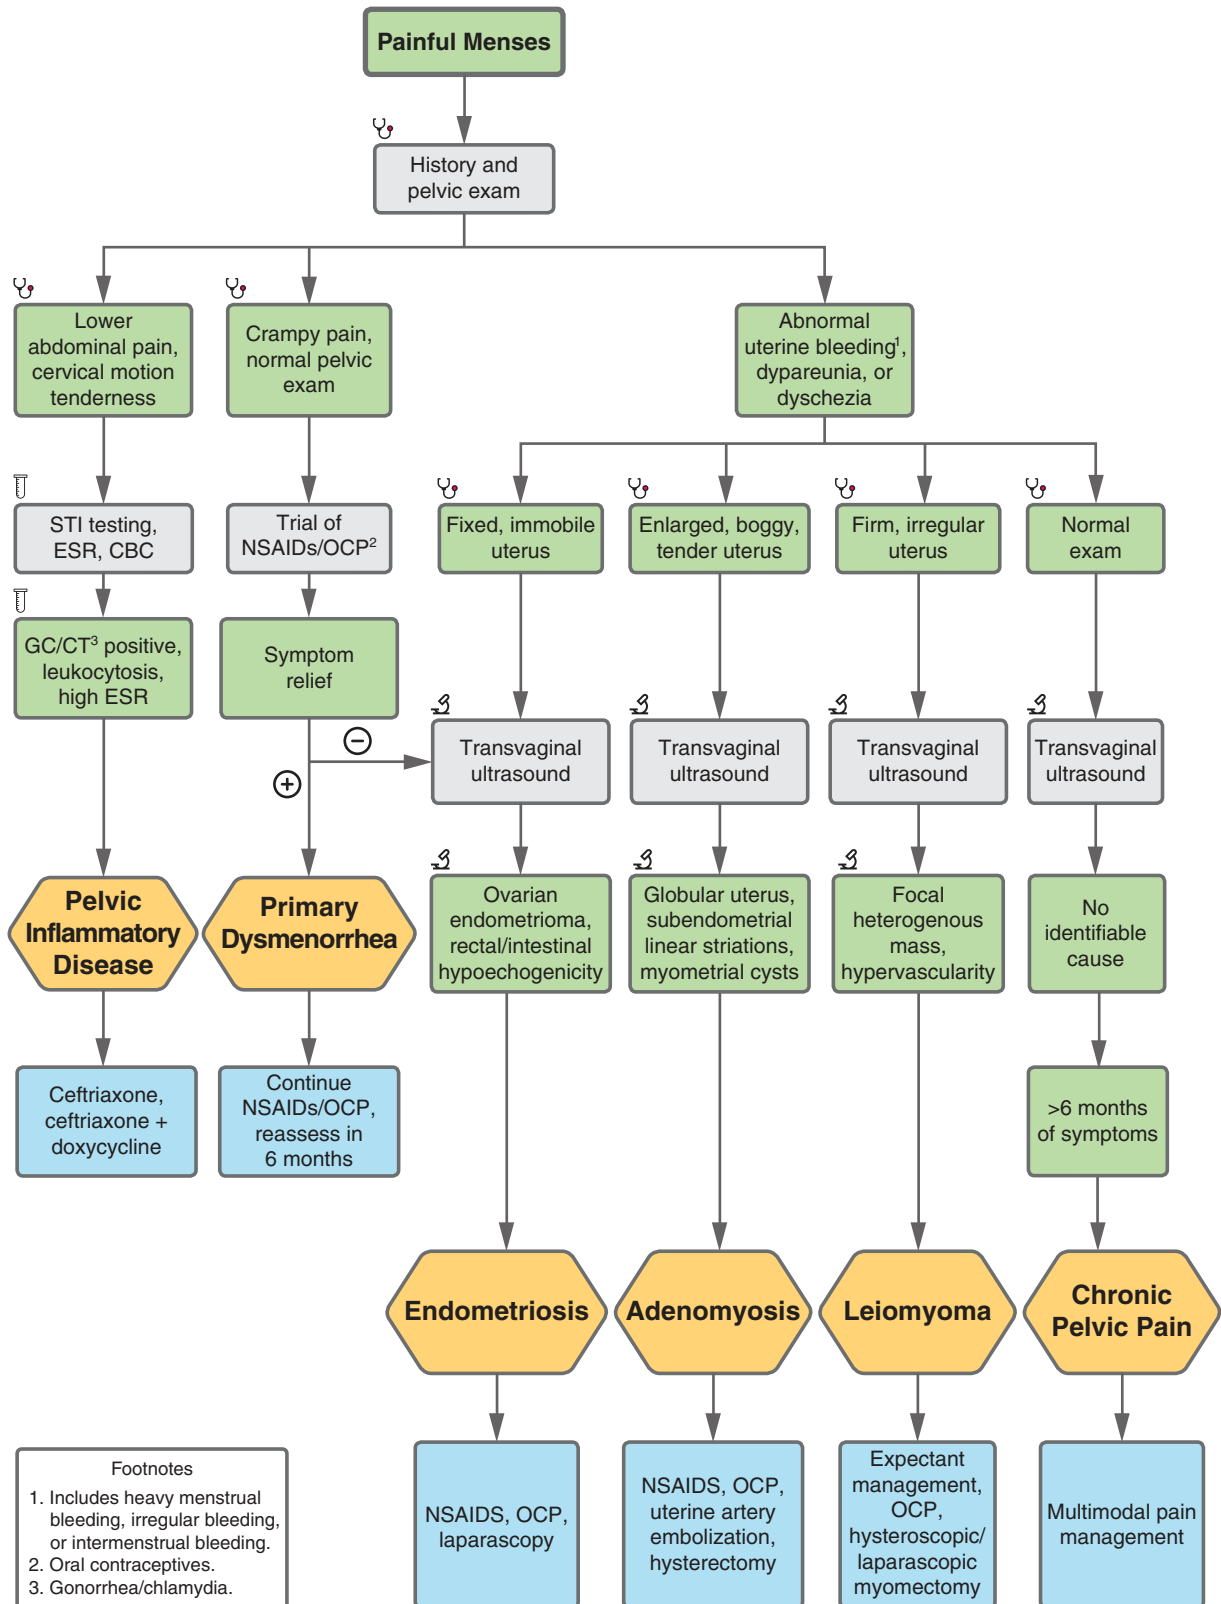 Painful Menses
History and
pelvic exam
Lower
abdominal pain,
cervical motion
tenderness
Crampy pain,
normal pelvic
exam
Abnormal
uterine bleeding¹,
dypareunia, or
dyschezia
STI testing,
ESR, CBC
Trial of
NSAIDs/OCP²
Fixed, immobile
uterus
Enlarged, boggy,
tender uterus
Firm, irregular
uterus
Normal
exam
GC/CT³ positive,
leukocytosis,
high ESR
Symptom
relief
−
+
Transvaginal
ultrasound
Transvaginal
ultrasound
Transvaginal
ultrasound
Transvaginal
ultrasound
Pelvic
Inflammatory
Disease
Primary
Dysmenorrhea
Ovarian
endometrioma,
rectal/intestinal
hypoechogenicity
Globular uterus,
subendometrial
linear striations,
myometrial cysts
Focal
heterogenous
mass,
hypervascularity
No
identifiable
cause
Ceftriaxone,
ceftriaxone +
doxycycline
Continue
NSAIDs/OCP,
reassess in
6 months
>6 months
of symptoms
Endometriosis
Adenomyosis
Leiomyoma
Chronic
Pelvic Pain
NSAIDS, OCP,
laparascopy
NSAIDS, OCP,
uterine artery
embolization,
hysterectomy
Expectant
management,
OCP,
hysteroscopic/
laparascopic
myomectomy
Multimodal pain
management
Footnotes
1. Includes heavy menstrual
bleeding, irregular bleeding,
or intermenstrual bleeding.
2. Oral contraceptives.
3. Gonorrhea/chlamydia.